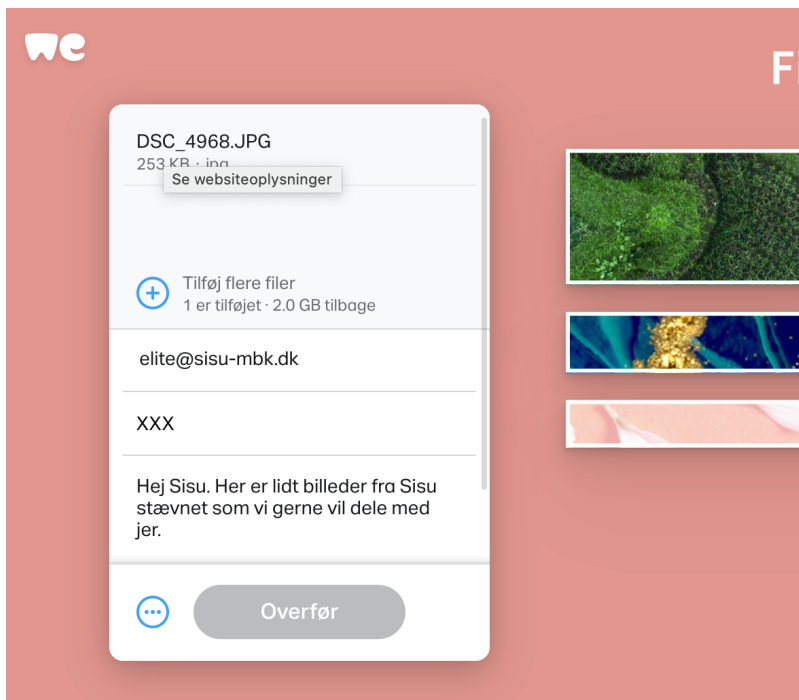 we
Fi
DSC_4968.JPG
253 KB · jpg
Se websiteoplysninger
Tilføj flere filer
1 er tilføjet · 2.0 GB tilbage
elite@sisu-mbk.dk
XXX
Hej Sisu. Her er lidt billeder fra Sisu
stævnet som vi gerne vil dele med
jer.
Overfør